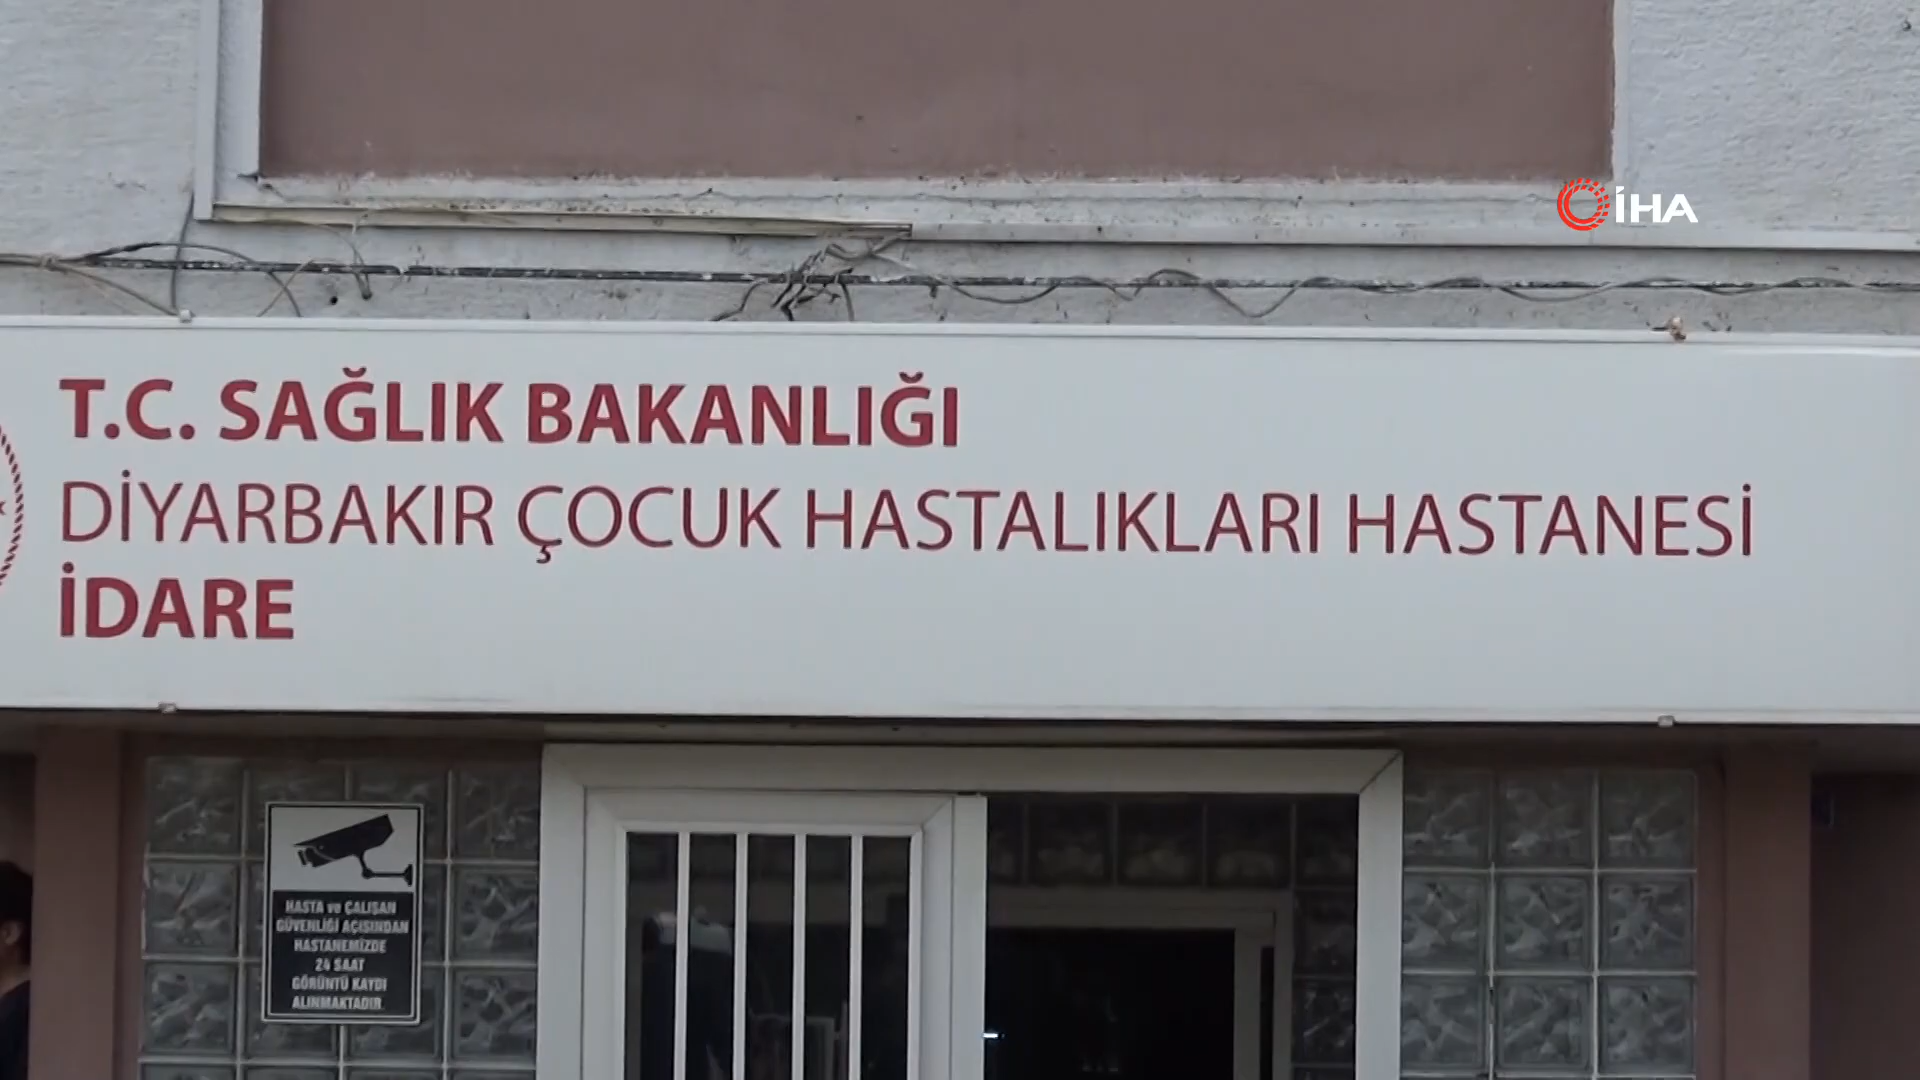 İHA
T.C. SAĞLIK BAKANLIĞI
DİYARBAKIR ÇOCUK HASTALIKLARI HASTANESİ
İDARE
HASTA ve ÇALIŞAN
GÜVENLİĞİ AÇISINDAN
HASTANEMİZDE
24 SAAT
GÖRÜNTÜ KAYDI
ALINMAKTADIR